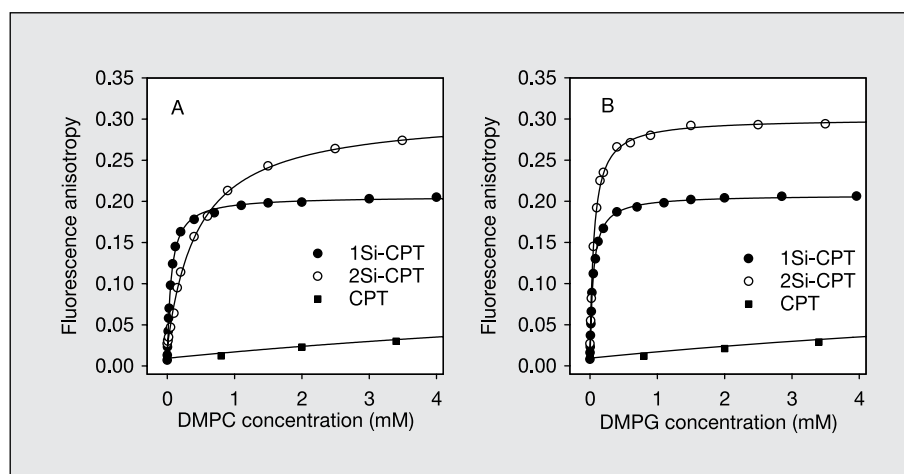 A
Fluorescence anisotropy
0.35
0.30
0.25
0.20
0.15
0.10
0.05
0.00
1Si-CPT
2Si-CPT
CPT
0 1 2 3 4
DMPC concentration (mM)
B
Fluorescence anisotropy
0.35
0.30
0.25
0.20
0.15
0.10
0.05
0.00
1Si-CPT
2Si-CPT
CPT
0 1 2 3 4
DMPG concentration (mM)